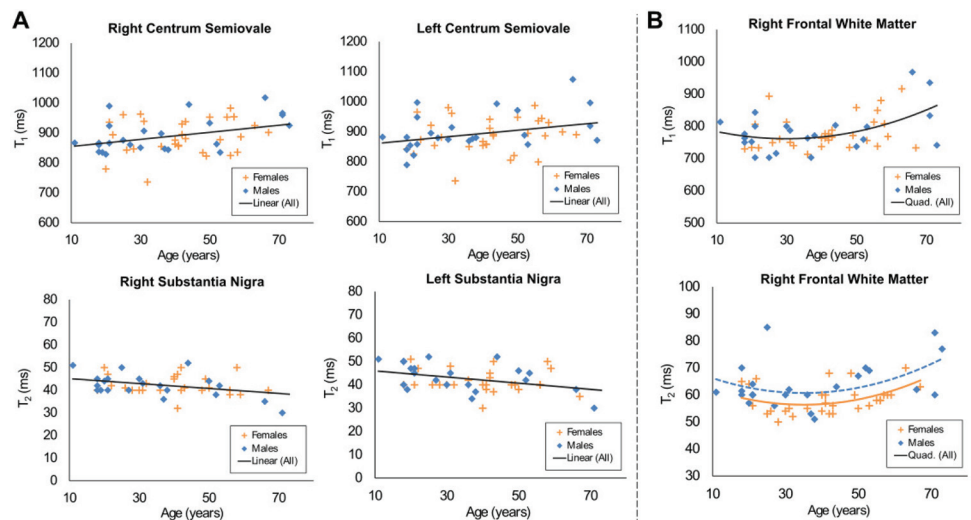 A
Right Centrum Semiovale
1200
1100
1000
900
800
700
600
T₁ (ms)
10
30
50
70
Age (years)
Females
Males
Linear (All)
Left Centrum Semiovale
1200
1100
1000
900
800
700
600
T₁ (ms)
10
30
50
70
Age (years)
Females
Males
Linear (All)
Right Substantia Nigra
80
70
60
50
40
30
20
10
0
T₂ (ms)
10
30
50
70
Age (years)
Females
Males
Linear (All)
Left Substantia Nigra
80
70
60
50
40
30
20
10
0
T₂ (ms)
10
30
50
70
Age (years)
Females
Males
Linear (All)
B
Right Frontal White Matter
1100
1000
900
800
700
600
500
T₁ (ms)
10
30
50
70
Age (years)
Females
Males
Quad. (All)
Right Frontal White Matter
100
90
80
70
60
50
40
30
T₂ (ms)
10
30
50
70
Age (years)
Females
Males
Quad. (All)